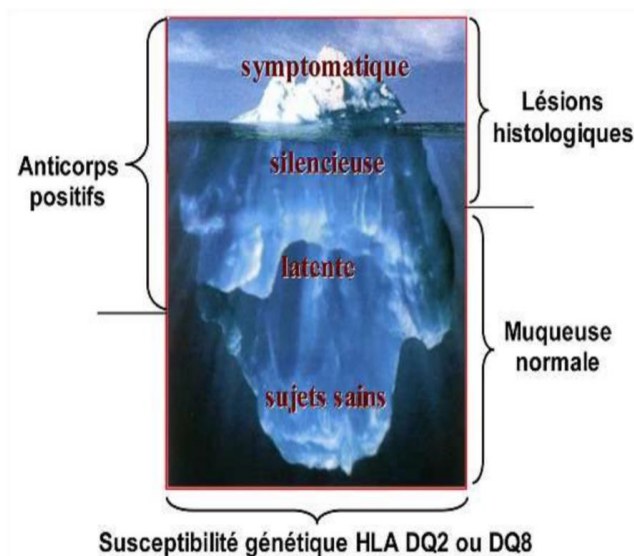 symptomatique
Lésions
histologiques
silencieuse
Anticorps
positifs
latente
Muqueuse
normale
sujets sains
Susceptibilité génétique HLA DQ2 ou DQ8